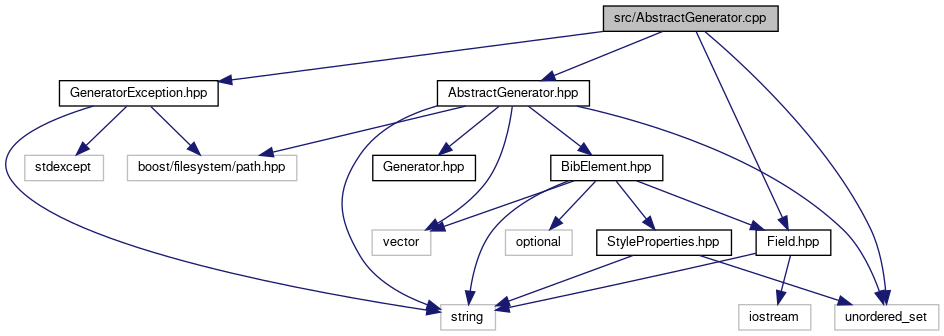 src/AbstractGenerator.cpp
GeneratorException.hpp
AbstractGenerator.hpp
stdexcept
boost/filesystem/path.hpp
Generator.hpp
BibElement.hpp
vector
optional
StyleProperties.hpp
Field.hpp
string
iostream
unordered_set